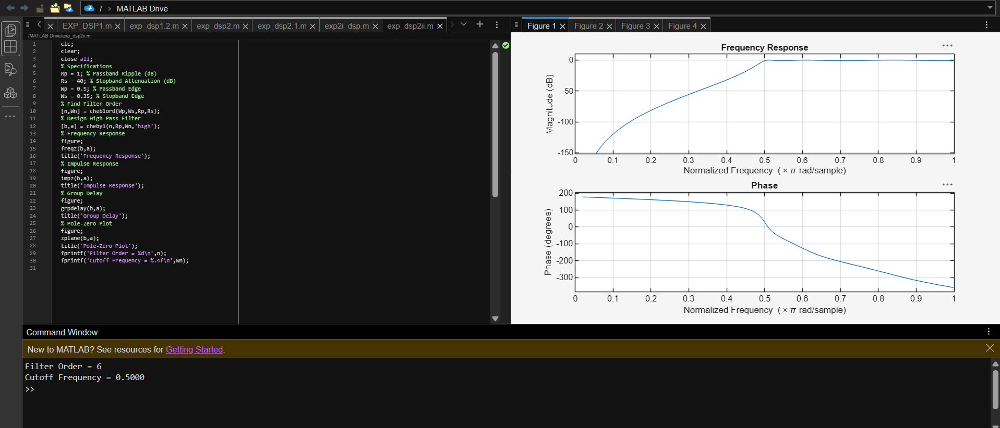 / > MATLAB Drive
EXP_DSP1.m exp_dsp1.2.m exp_dsp2.m exp_dsp2.1.m exp2i_dsp.m exp_dsp2ii.m
/MATLAB Drive/exp_dsp2ii.m
1 clc;
2 clear;
3 close all;
4 % Specifications
5 Rp = 1; % Passband Ripple (dB)
6 Rs = 40; % Stopband Attenuation (dB)
7 Wp = 0.5; % Passband Edge
8 Ws = 0.35; % Stopband Edge
9 % Find Filter Order
10 [n,Wn] = cheb1ord(Wp,Ws,Rp,Rs);
11 % Design High-Pass Filter
12 [b,a] = cheby1(n,Rp,Wn,'high');
13 % Frequency Response
14 figure;
15 freqz(b,a);
16 title('Frequency Response');
17 % Impulse Response
18 figure;
19 impz(b,a);
20 title('Impulse Response');
21 % Group Delay
22 figure;
23 grpdelay(b,a);
24 title('Group Delay');
25 % Pole-Zero Plot
26 figure;
27 zplane(b,a);
28 title('Pole-Zero Plot');
29 fprintf('Filter Order = %d\n',n);
30 fprintf('Cutoff Frequency = %.4f\n',Wn);
31
Figure 1 Figure 2 Figure 3 Figure 4
Frequency Response
Magnitude (dB)
0
-50
-100
-150
0 0.1 0.2 0.3 0.4 0.5 0.6 0.7 0.8 0.9 1
Normalized Frequency (× π rad/sample)
Phase
Phase (degrees)
200
100
0
-100
-200
-300
0 0.1 0.2 0.3 0.4 0.5 0.6 0.7 0.8 0.9 1
Normalized Frequency (× π rad/sample)
Command Window
New to MATLAB? See resources for Getting Started.
Filter Order = 6
Cutoff Frequency = 0.5000
>>